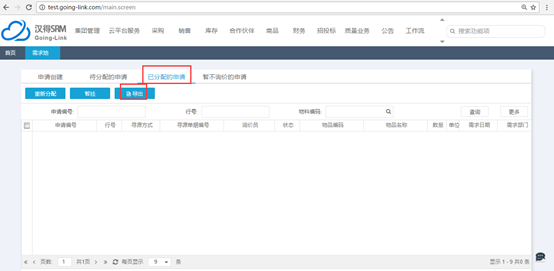 test.going-link.com/main.screen
汉得SRM
Going-Link
集团管理 云平台服务 采购 销售 库存 合作伙伴 商品 财务 招投标 质量业务 公告 工作流
搜索功能项
首页 需求池
申请创建 待分配的申请 已分配的申请 暂不询价的申请
重新分配 暂挂 导出
申请编号 行号 物料编码 查询 更多
申请编号 行号 寻源方式 寻源单据编号 询价员 状态 物品编码 物品名称 数量 单位 需求日期 需求部门
页数: 1 共1页 每页显示 9 条 显示 1 - 9 共0 条